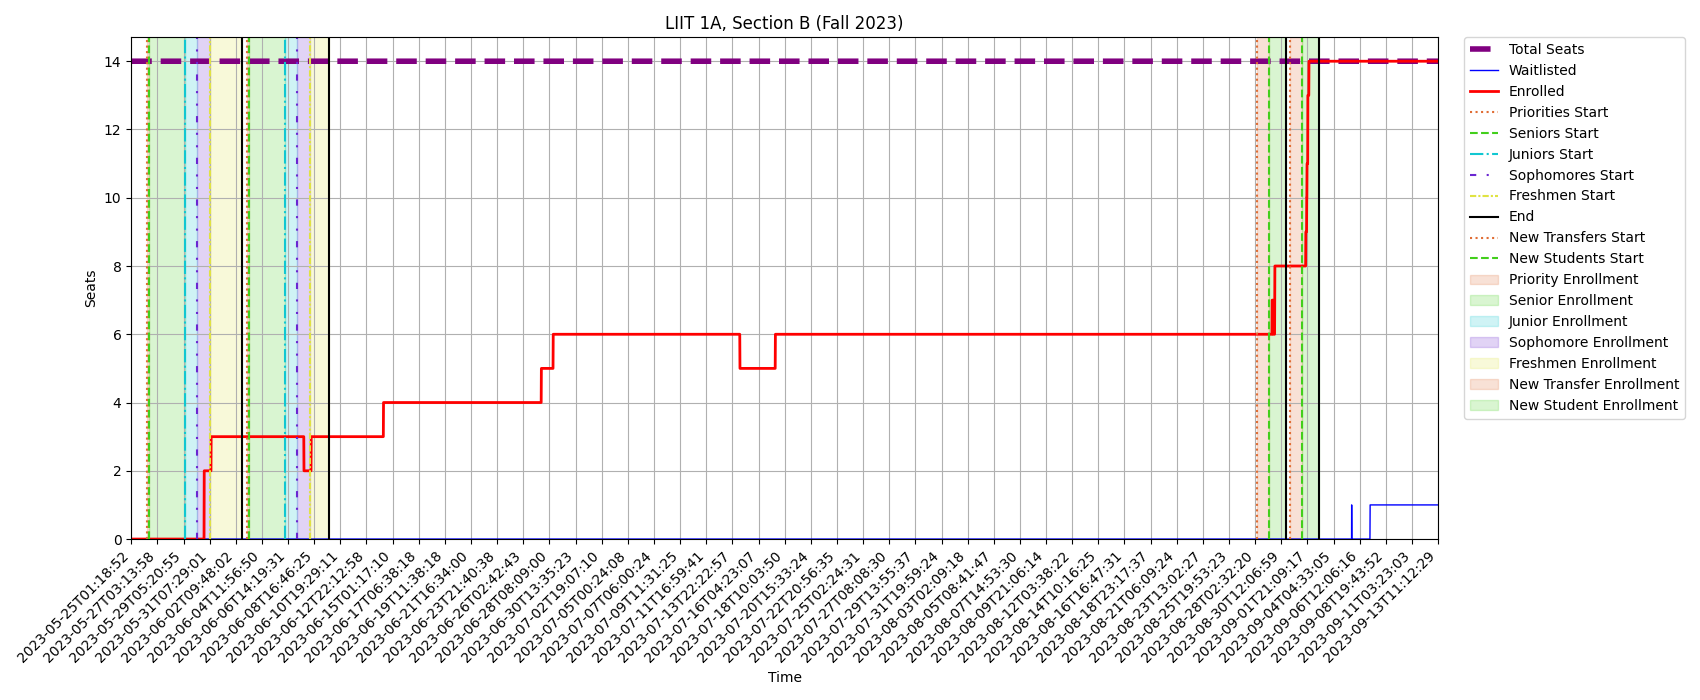 LIIT 1A, Section B (Fall 2023)
14
12
10
8
6
4
2
0
Seats
2023-05-25T01:18:52
2023-05-27T03:13:58
2023-05-29T05:20:55
2023-05-31T07:29:01
2023-06-02T09:48:02
2023-06-04T11:56:50
2023-06-06T14:19:31
2023-06-08T16:46:25
2023-06-10T19:29:11
2023-06-12T22:12:58
2023-06-15T01:17:10
2023-06-17T06:38:18
2023-06-19T11:38:18
2023-06-21T16:34:00
2023-06-23T21:40:38
2023-06-26T02:42:43
2023-06-28T08:09:00
2023-06-30T13:35:23
2023-07-02T19:07:10
2023-07-05T00:24:08
2023-07-07T06:00:24
2023-07-09T11:31:25
2023-07-11T16:59:41
2023-07-13T22:22:57
2023-07-16T04:23:07
2023-07-18T10:03:50
2023-07-20T15:33:24
2023-07-22T20:56:35
2023-07-25T02:24:31
2023-07-27T08:08:30
2023-07-29T13:55:37
2023-07-31T19:59:24
2023-08-03T02:09:18
2023-08-05T08:41:47
2023-08-07T14:53:30
2023-08-09T21:06:14
2023-08-12T03:38:22
2023-08-14T10:16:25
2023-08-16T16:47:31
2023-08-18T23:17:37
2023-08-21T06:09:24
2023-08-23T13:02:27
2023-08-25T19:53:23
2023-08-28T02:32:20
2023-08-30T12:06:59
2023-09-01T21:09:17
2023-09-04T04:33:05
2023-09-06T12:06:16
2023-09-08T19:43:52
2023-09-11T03:23:03
2023-09-13T11:12:29
Time
Total Seats
Waitlisted
Enrolled
Priorities Start
Seniors Start
Juniors Start
Sophomores Start
Freshmen Start
End
New Transfers Start
New Students Start
Priority Enrollment
Senior Enrollment
Junior Enrollment
Sophomore Enrollment
Freshmen Enrollment
New Transfer Enrollment
New Student Enrollment